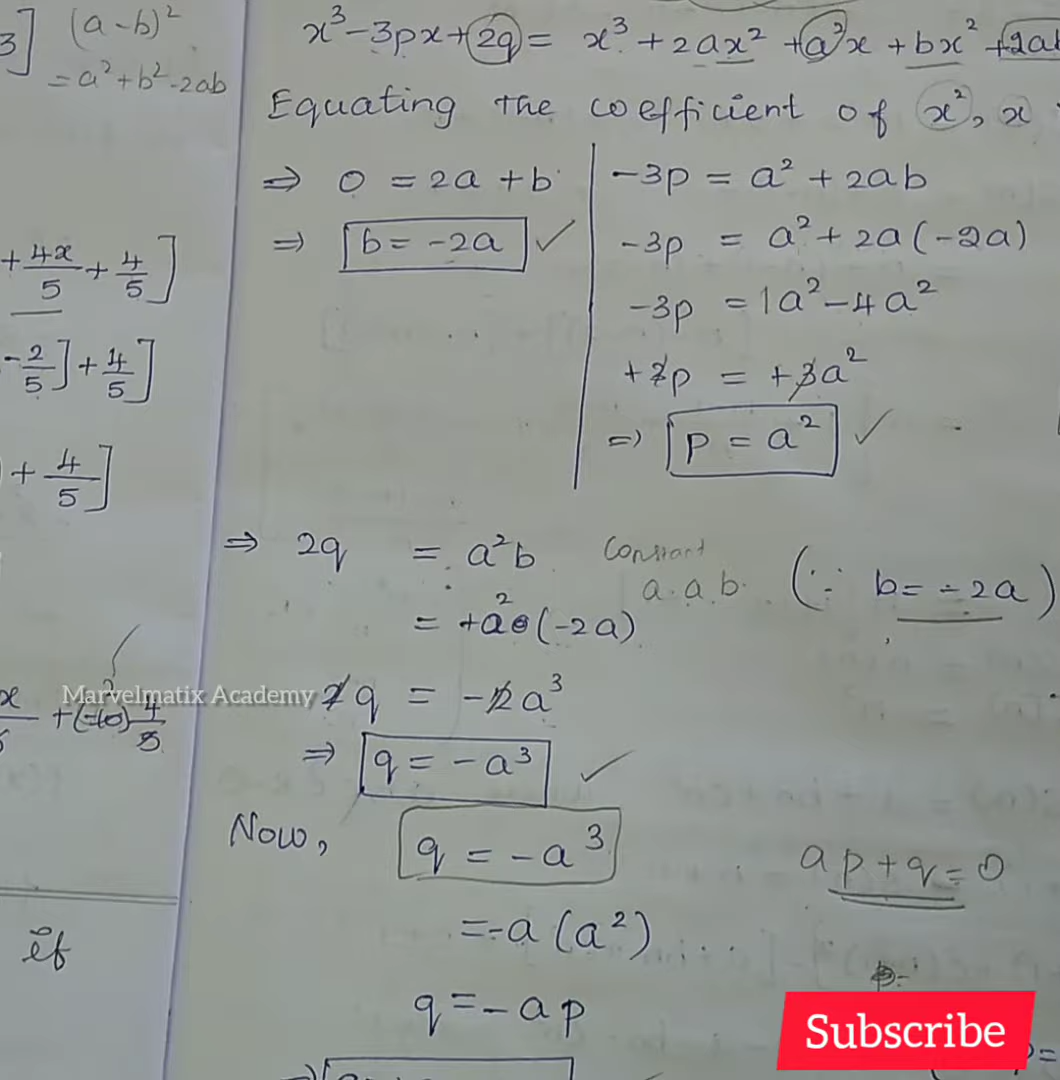 3] (a-b)²
= a²+b²-2ab
+ 4x/5 + 4/5]
- 2/5] + 4/5]
+ 4/5]
Marvelmatix Academy
if
x³-3px+2q = x³+2ax²+a²x+bx²+2ab
Equating the coefficient of x², x
⇒ 0 = 2a+b
⇒ b = -2a ✓
-3p = a²+2ab
-3p = a²+2a(-2a)
-3p = 1a²-4a²
+3p = +3a²
⇒ p = a² ✓
⇒ 2q = a²b constant
a.a.b. (∵ b = -2a)
= +a²(-2a)
2q = -2a³
⇒ q = -a³ ✓
Now, q = -a³
ap+q=0
=-a(a²)
q=-ap
Subscribe
p=